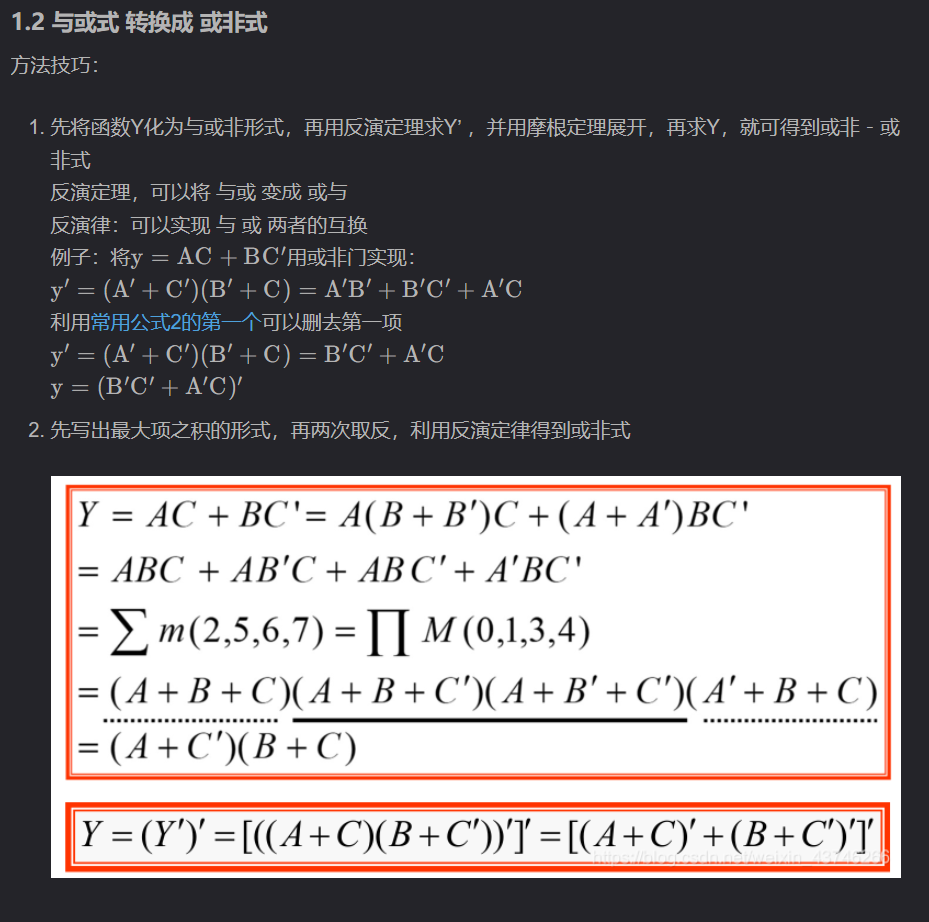 1.2 与或式 转换成 或非式
方法技巧：
1. 先将函数Y化为与或非形式，再用反演定理求Y’，并用摩根定理展开，再求Y，就可得到或非 - 或
非式
反演定理，可以将 与或 变成 或与
反演律：可以实现 与 或 两者的互换
例子：将y = AC + BC′用或非门实现：
y′ = (A′ + C′)(B′ + C) = A′B′ + B′C′ + A′C
利用常用公式2的第一个可以删去第一项
y′ = (A′ + C′)(B′ + C) = B′C′ + A′C
y = (B′C′ + A′C)′
2. 先写出最大项之积的形式，再两次取反，利用反演定律得到或非式
Y = AC + BC' = A(B + B′)C + (A + A′)BC'
= ABC + AB′C + ABC′ + A′BC'
= ∑ m(2,5,6,7) = ∏ M (0,1,3,4)
= (A + B + C)(A + B + C′)(A + B′ + C′)(A′ + B + C)
= (A + C′)(B + C)
Y = (Y′)′ = [((A+C)(B+C′))′]′ = [(A+C)′ + (B+C′)′]′